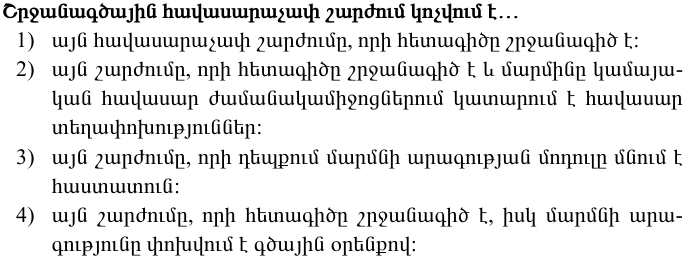 Շրջանագծային հավասարաչափ շարժում կոչվում է…
1) այն հավասարաչափ շարժումը, որի հետագիծը շրջանագիծ է:
2) այն շարժումը, որի հետագիծը շրջանագիծ է և մարմինը կամայա-
կան հավասար ժամանակամիջոցներում կատարում է հավասար
տեղափոխություններ:
3) այն շարժումը, որի դեպքում մարմնի արագության մոդուլը մնում է
հաստատուն:
4) այն շարժումը, որի հետագիծը շրջանագիծ է, իսկ մարմնի արա-
գությունը փոխվում է գծային օրենքով: